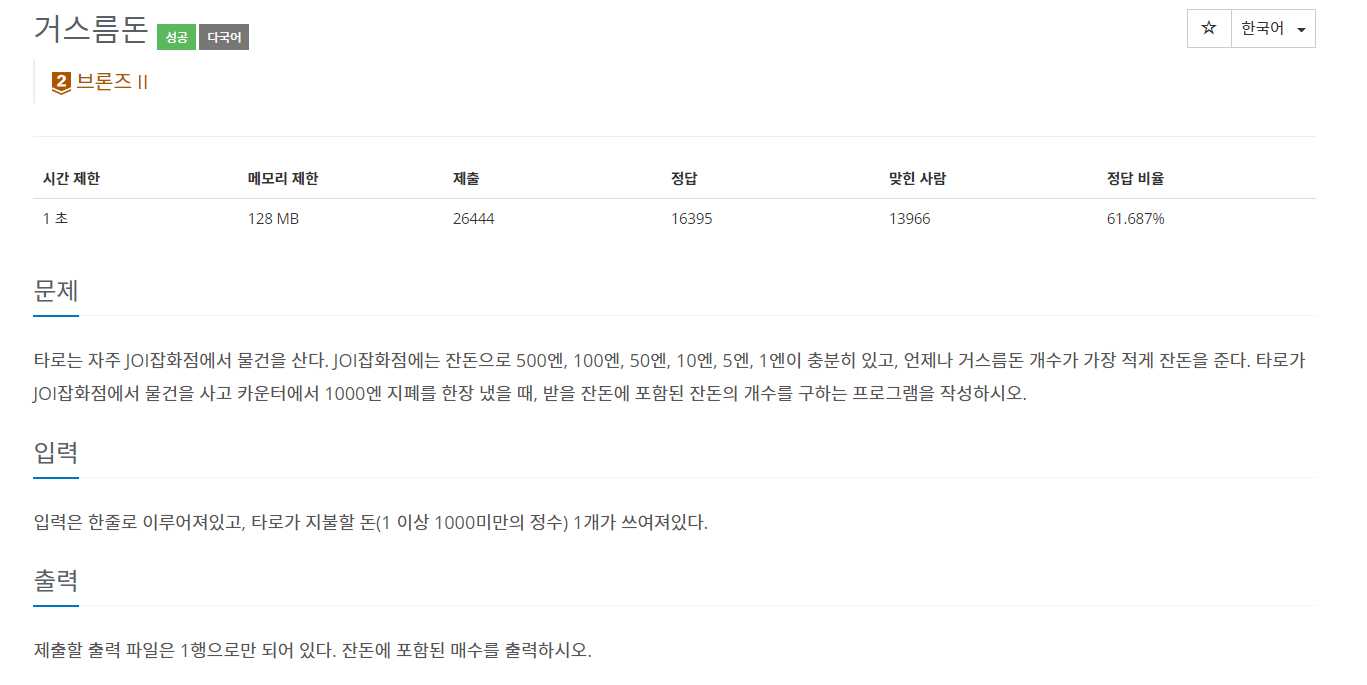 거스름돈 성공 다국어
☆ 한국어
2 브론즈 II
시간 제한 메모리 제한 제출 정답 맞힌 사람 정답 비율
1 초 128 MB 26444 16395 13966 61.687%
문제
타로는 자주 JOI잡화점에서 물건을 산다. JOI잡화점에는 잔돈으로 500엔, 100엔, 50엔, 10엔, 5엔, 1엔이 충분히 있고, 언제나 거스름돈 개수가 가장 적게 잔돈을 준다. 타로가
JOI잡화점에서 물건을 사고 카운터에서 1000엔 지폐를 한장 냈을 때, 받을 잔돈에 포함된 잔돈의 개수를 구하는 프로그램을 작성하시오.
입력
입력은 한줄로 이루어져있고, 타로가 지불할 돈(1 이상 1000미만의 정수) 1개가 쓰여져있다.
출력
제출할 출력 파일은 1행으로만 되어 있다. 잔돈에 포함된 매수를 출력하시오.